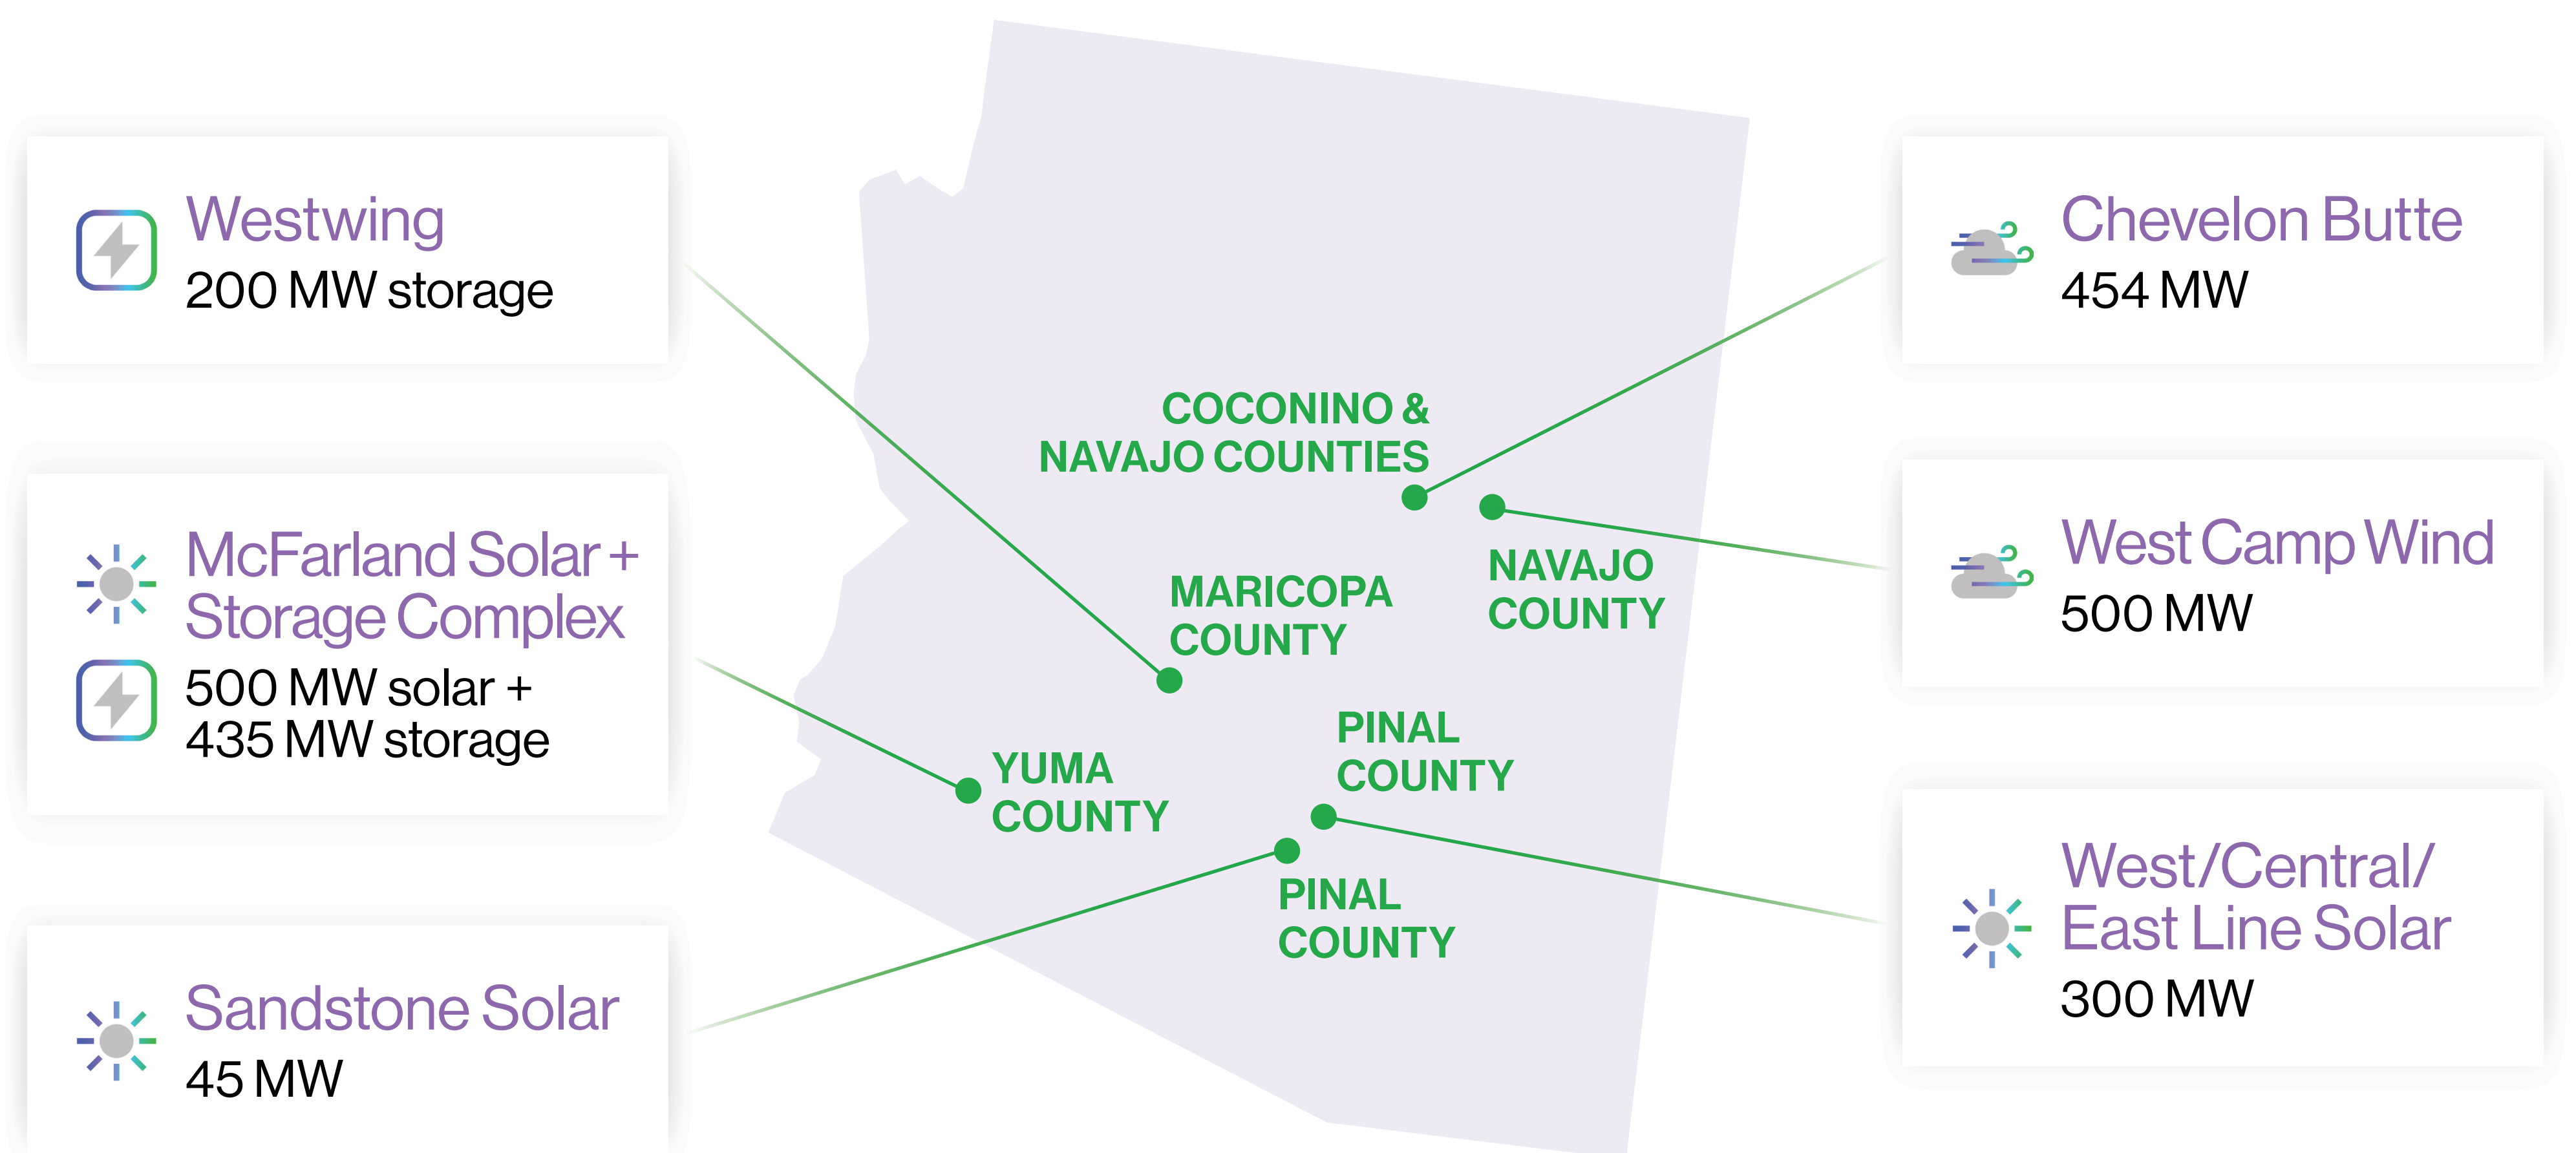 Westwing
200 MW storage
McFarland Solar +
Storage Complex
500 MW solar +
435 MW storage
Sandstone Solar
45 MW
COCONINO &
NAVAJO COUNTIES
NAVAJO
COUNTY
MARICOPA
COUNTY
PINAL
COUNTY
YUMA
COUNTY
PINAL
COUNTY
Chevelon Butte
454 MW
West Camp Wind
500 MW
West/Central/
East Line Solar
300 MW